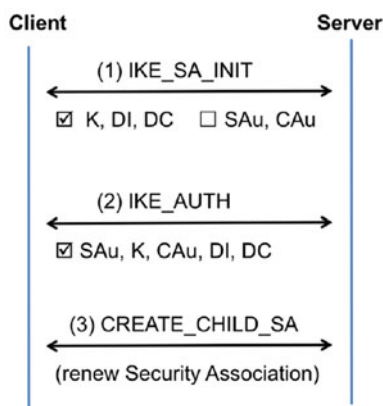 Client Server
(1) IKE_SA_INIT
☑ K, DI, DC ☐ SAu, CAu
(2) IKE_AUTH
☑ SAu, K, CAu, DI, DC
(3) CREATE_CHILD_SA
(renew Security Association)